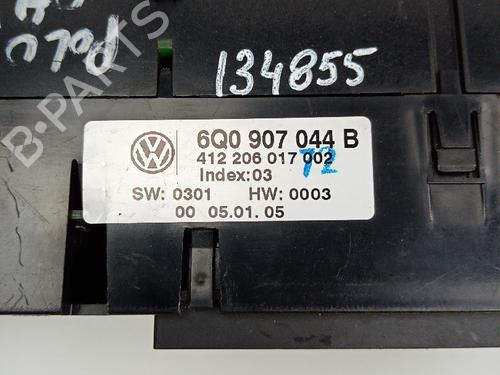 POLO
134855
6Q0 907 044 B
412 206 017 002
72
Index:03
SW: 0301 HW: 0003
00 05.01.05
B-PARTS